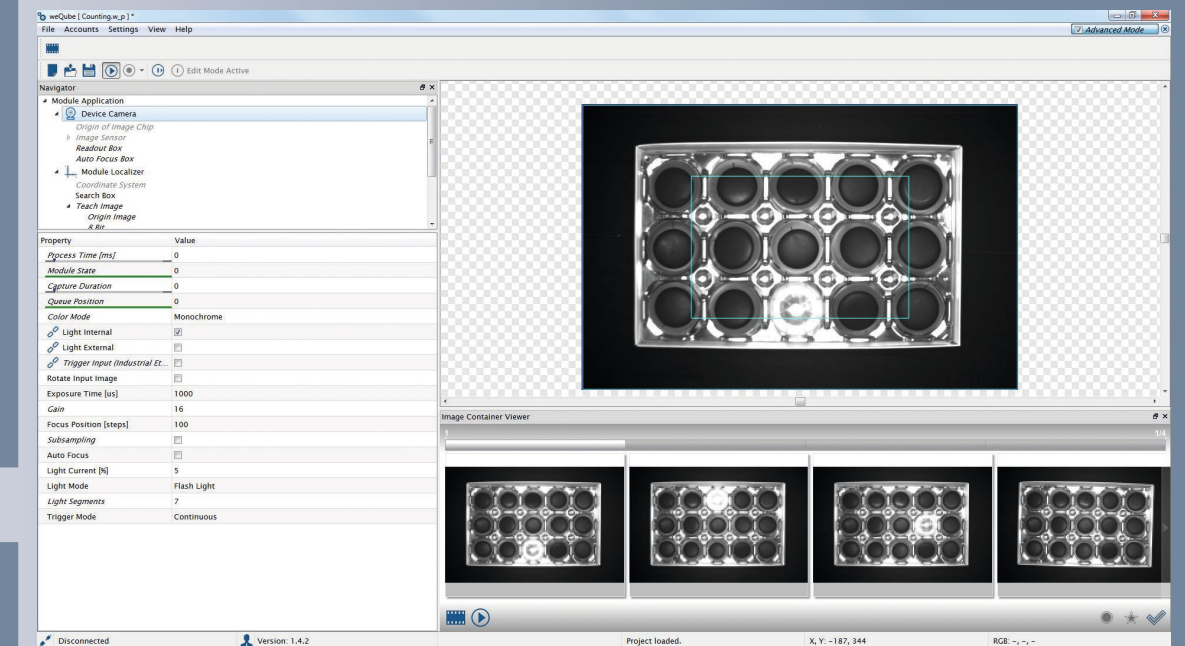 weQube [ Counting.w_p ] *
File Accounts Settings View Help
Advanced Mode
Edit Mode Active
Navigator
Module Application
Device Camera
Origin of Image Chip
Image Sensor
Readout Box
Auto Focus Box
Module Localizer
Coordinate System
Search Box
Teach Image
Origin Image
8 Bit
Property Value
Process Time [ms] 0
Module State 0
Capture Duration 0
Queue Position 0
Color Mode Monochrome
Light Internal
Light External
Trigger Input (Industrial Et...
Rotate Input Image
Exposure Time [us] 1000
Gain 16
Focus Position [steps] 100
Subsampling
Auto Focus
Light Current [%] 5
Light Mode Flash Light
Light Segments 7
Trigger Mode Continuous
Image Container Viewer
1 1/4
Disconnected Version: 1.4.2 Project loaded. X, Y: -187, 344 RGB: -, -, -